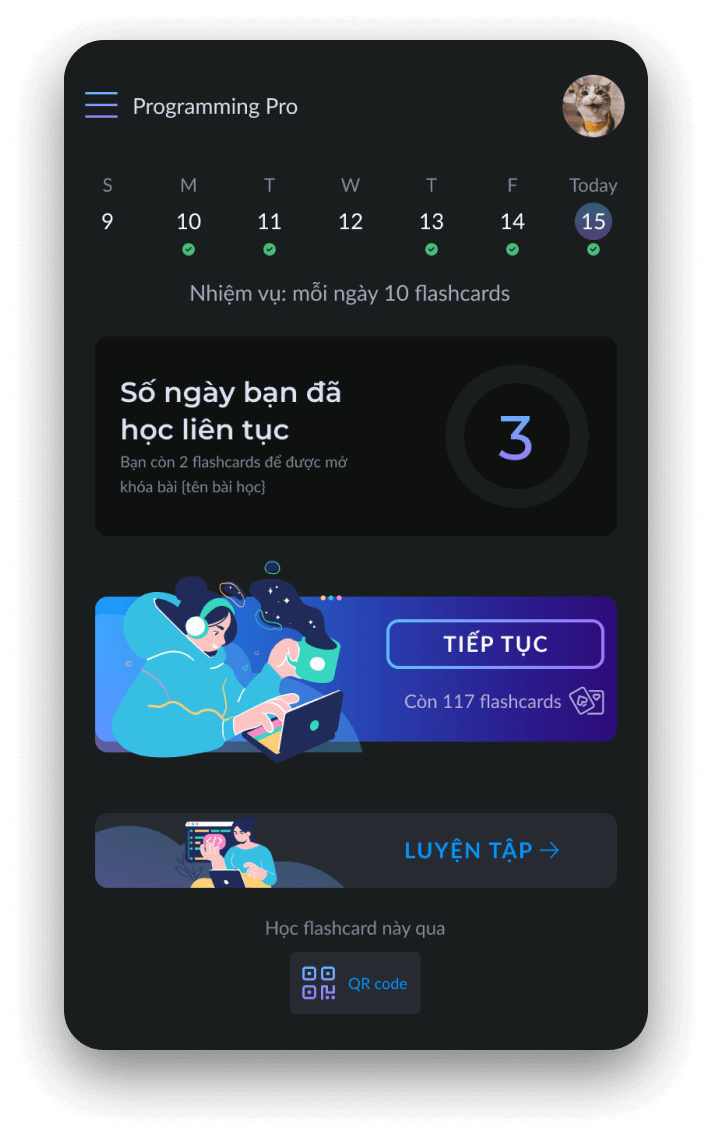 Programming Pro
S M T W T F Today
9 10 11 12 13 14 15
Nhiệm vụ: mỗi ngày 10 flashcards
Số ngày bạn đã
học liên tục
3
Bạn còn 2 flashcards để được mở
khóa bài {tên bài học}
TIẾP TỤC
Còn 117 flashcards
LUYỆN TẬP
Học flashcard này qua
QR code